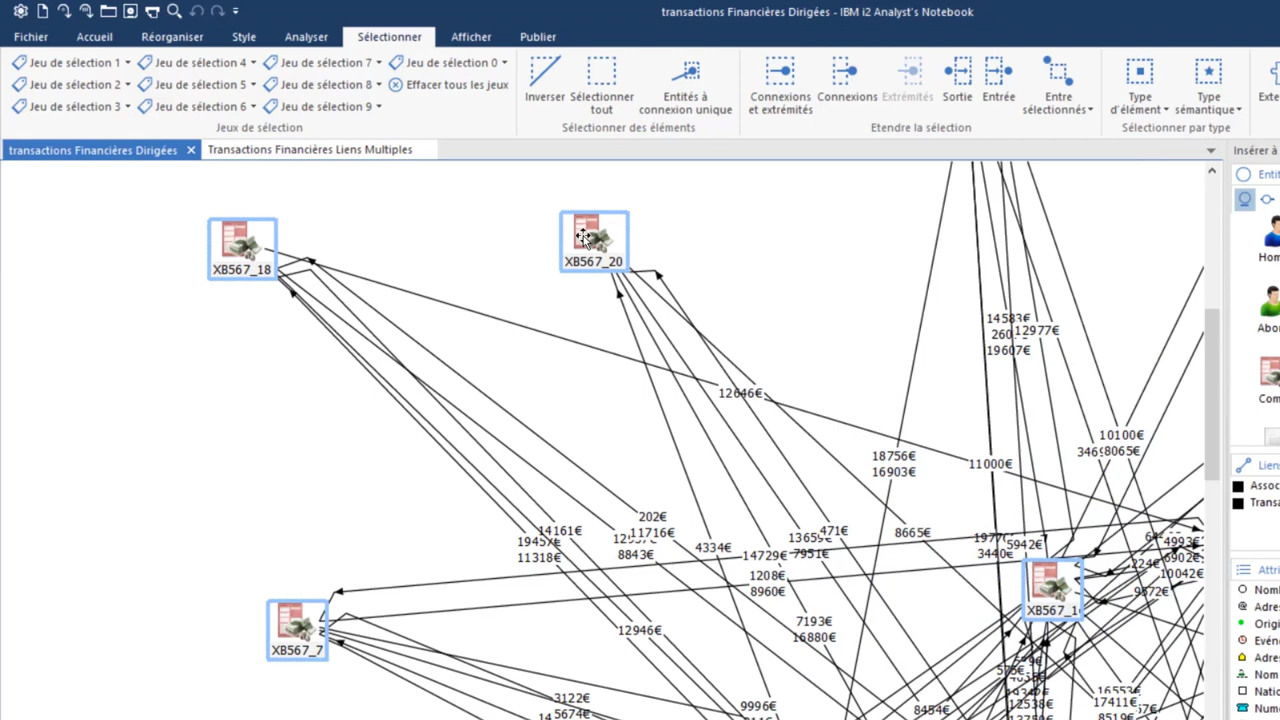 transactions Financières Dirigées - IBM i2 Analyst's Notebook
Fichier Accueil Réorganiser Style Analyser Sélectionner Afficher Publier
Jeu de sélection 1 Jeu de sélection 4 Jeu de sélection 7 Jeu de sélection 0
Jeu de sélection 2 Jeu de sélection 5 Jeu de sélection 8 Effacer tous les jeux
Jeu de sélection 3 Jeu de sélection 6 Jeu de sélection 9
Jeux de sélection
Inverser
Sélectionner
tout
Entités à
connexion unique
Sélectionner des éléments
Connexions
et extrémités
Connexions
Extrémités
Sortie
Entrée
Entre
sélectionnés
Etendre la sélection
Type
d'élément
Type
sémantique
Sélectionner par type
transactions Financières Dirigées
Transactions Financières Liens Multiples
Insérer à
XB567_18
XB567_20
14583€
12977€
19607€
12646€
10100€
8065€
18756€
16903€
11000€
202€
14161€
11716€
11318€
8843€
4334€
471€
7951€
14729€
8665€
5942€
3440€
4993€
6902€
10042€
224€
9572€
1208€
8960€
XB567_7
7193€
16880€
12946€
3122€
5674€
9996€
8454€
12538€
16553€
17411€
8519€